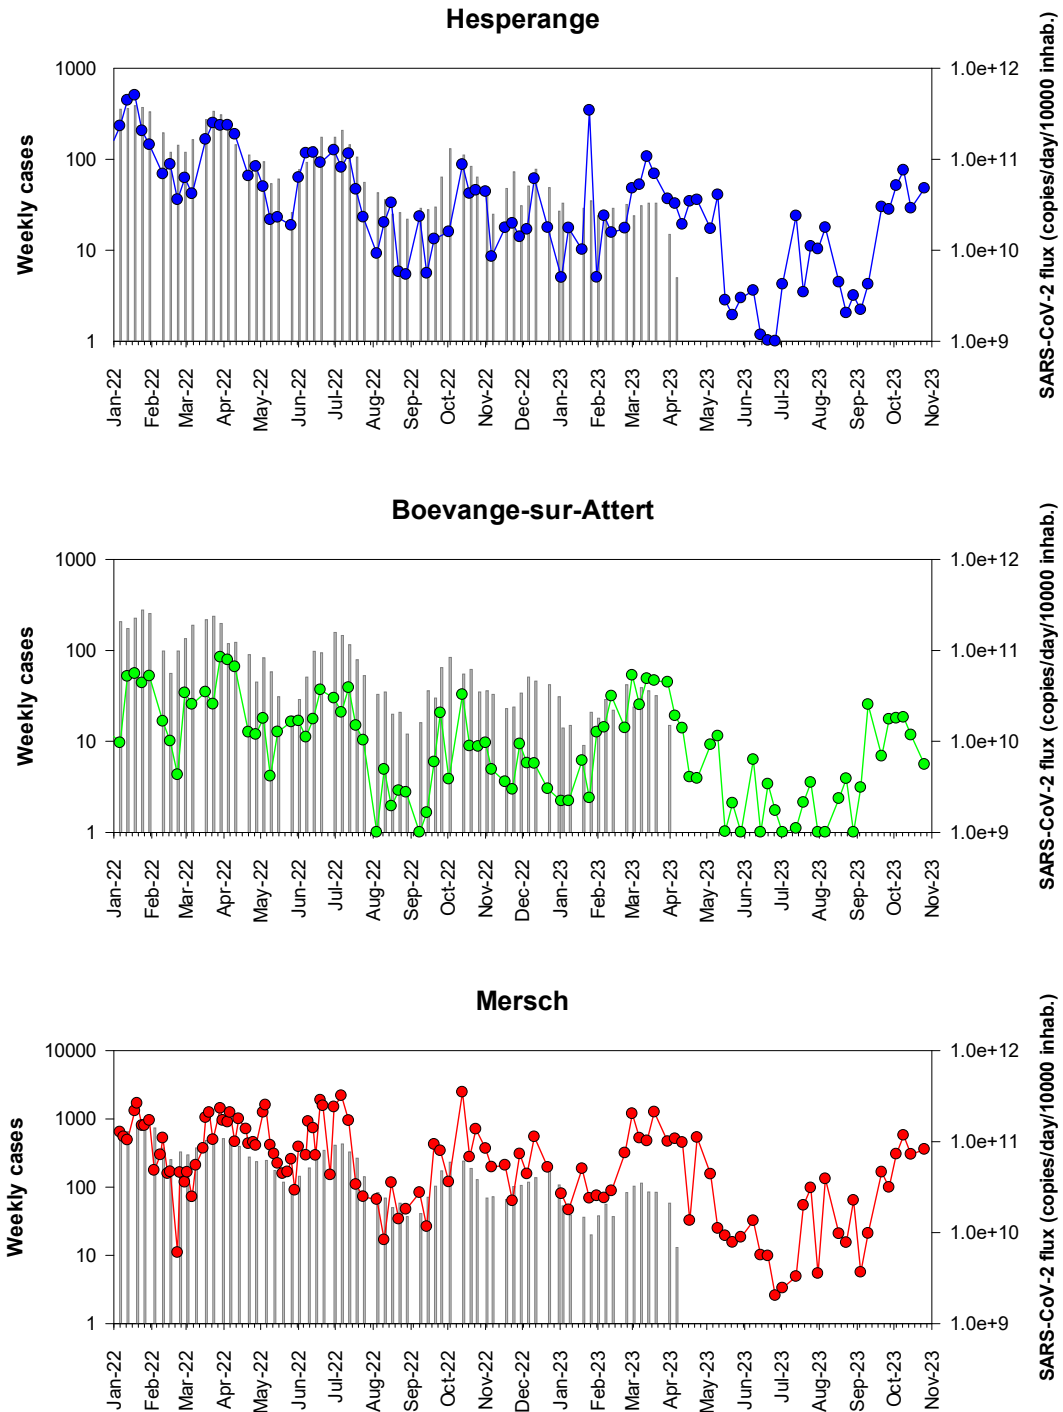 Hesperange
Weekly cases
1000
100
10
1
1.0e+12
1.0e+11
1.0e+10
1.0e+9
SARS-CoV-2 flux (copies/day/10000 inhab.)
Jan-22
Feb-22
Mar-22
Apr-22
May-22
Jun-22
Jul-22
Aug-22
Sep-22
Oct-22
Nov-22
Dec-22
Jan-23
Feb-23
Mar-23
Apr-23
May-23
Jun-23
Jul-23
Aug-23
Sep-23
Oct-23
Nov-23
Boevange-sur-Attert
Weekly cases
1000
100
10
1
1.0e+12
1.0e+11
1.0e+10
1.0e+9
SARS-CoV-2 flux (copies/day/10000 inhab.)
Jan-22
Feb-22
Mar-22
Apr-22
May-22
Jun-22
Jul-22
Aug-22
Sep-22
Oct-22
Nov-22
Dec-22
Jan-23
Feb-23
Mar-23
Apr-23
May-23
Jun-23
Jul-23
Aug-23
Sep-23
Oct-23
Nov-23
Mersch
Weekly cases
10000
1000
100
10
1
1.0e+12
1.0e+11
1.0e+10
1.0e+9
SARS-CoV-2 flux (copies/day/10000 inhab.)
Jan-22
Feb-22
Mar-22
Apr-22
May-22
Jun-22
Jul-22
Aug-22
Sep-22
Oct-22
Nov-22
Dec-22
Jan-23
Feb-23
Mar-23
Apr-23
May-23
Jun-23
Jul-23
Aug-23
Sep-23
Oct-23
Nov-23